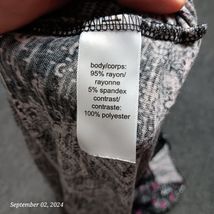 body/corps:
95% rayon/
rayonne
5% spandex
contrast/
contraste:
100% polyester
September 02, 2024